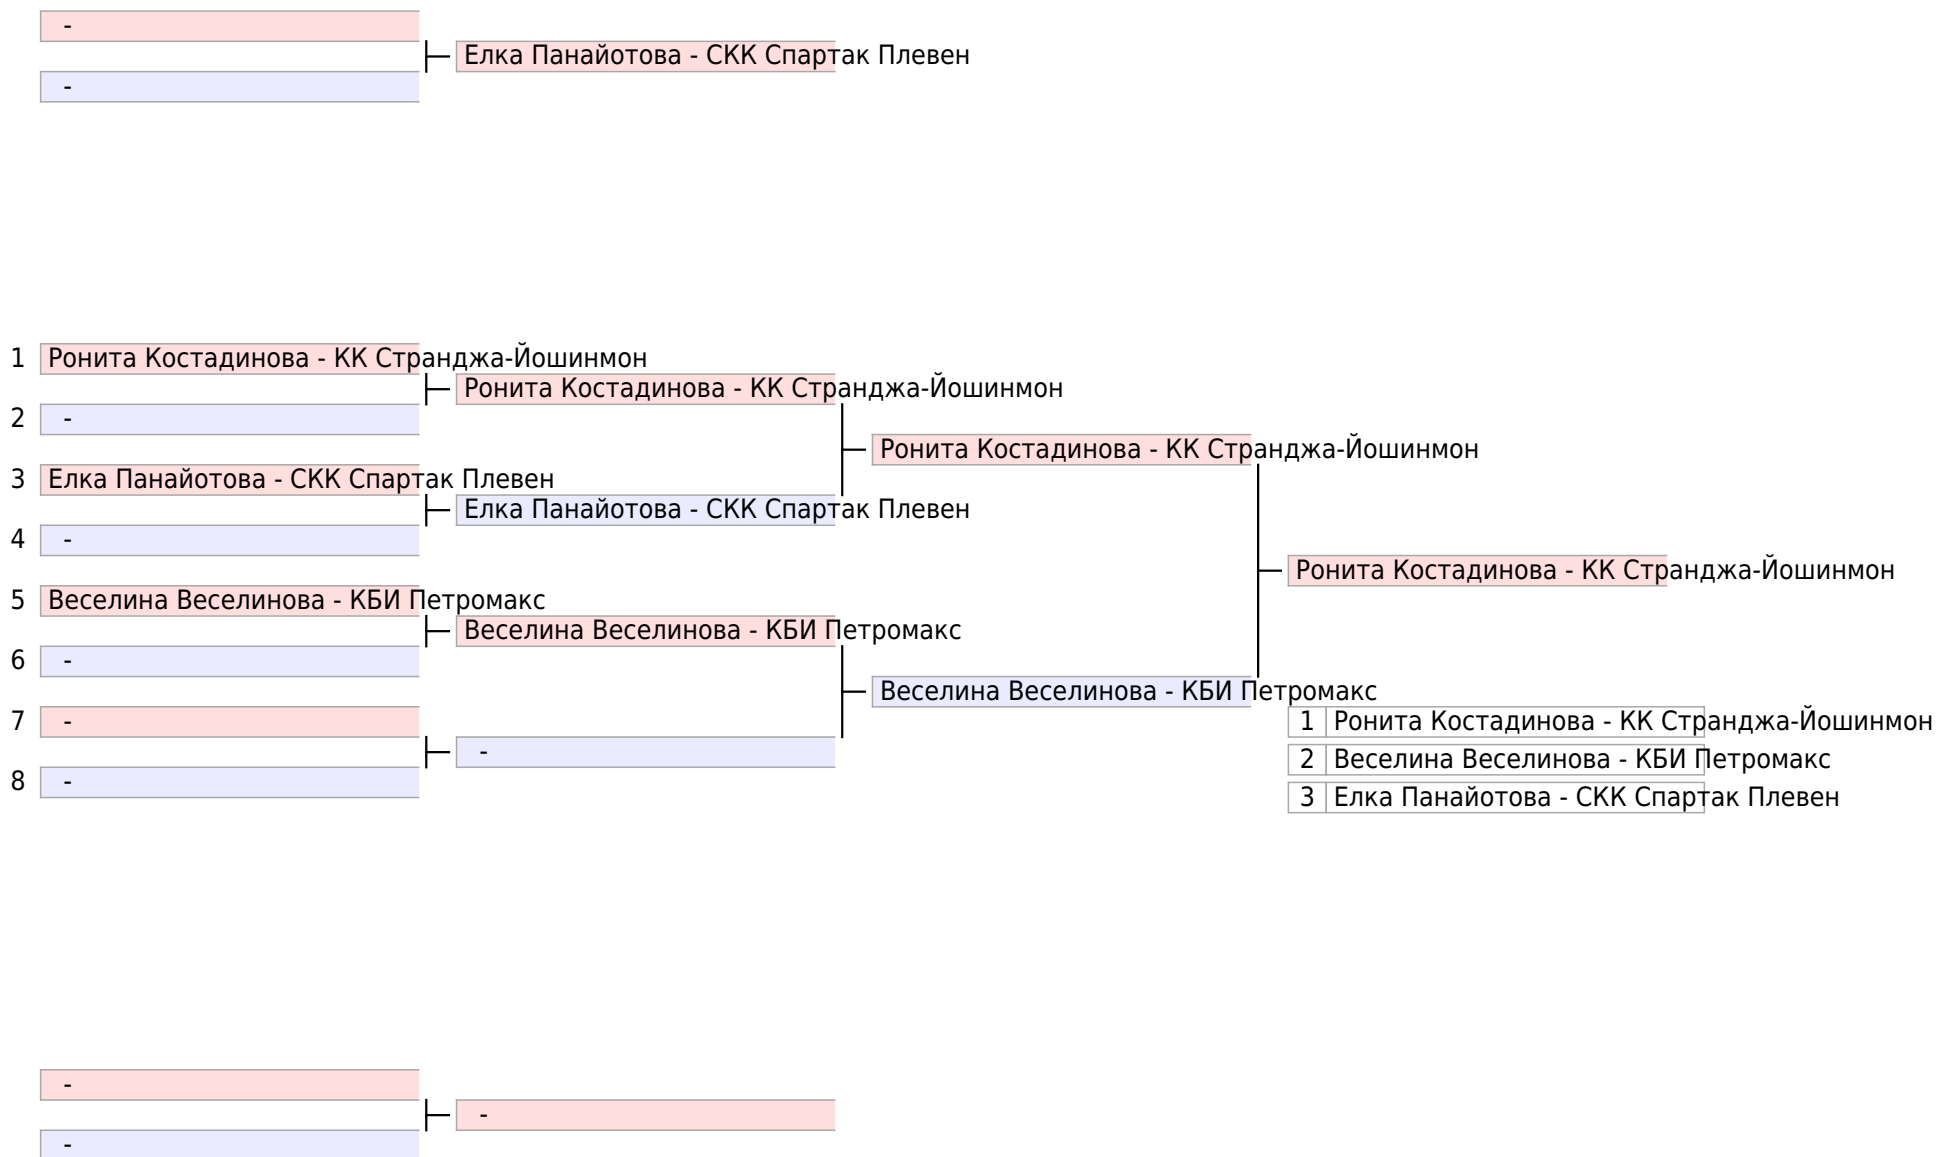 -
Елка Панайотова - СКК Спартак Плевен
-
1 Ронита Костадинова - КК Странджа-Йошинмон
Ронита Костадинова - КК Странджа-Йошинмон
2 -
Ронита Костадинова - КК Странджа-Йошинмон
3 Елка Панайотова - СКК Спартак Плевен
Елка Панайотова - СКК Спартак Плевен
4 -
Ронита Костадинова - КК Странджа-Йошинмон
5 Веселина Веселинова - КБИ Петромакс
Веселина Веселинова - КБИ Петромакс
6 -
Веселина Веселинова - КБИ Петромакс
7 -
-
8 -
1 Ронита Костадинова - КК Странджа-Йошинмон
2 Веселина Веселинова - КБИ Петромакс
3 Елка Панайотова - СКК Спартак Плевен
-
-
-